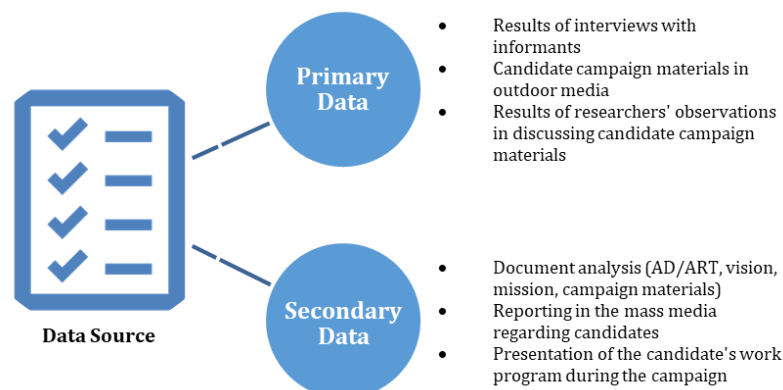 Primary
Data
• Results of interviews with
informants
• Candidate campaign materials in
outdoor media
• Results of researchers' observations
in discussing candidate campaign
materials
Data Source
Secondary
Data
• Document analysis (AD/ART, vision,
mission, campaign materials)
• Reporting in the mass media
regarding candidates
• Presentation of the candidate's work
program during the campaign